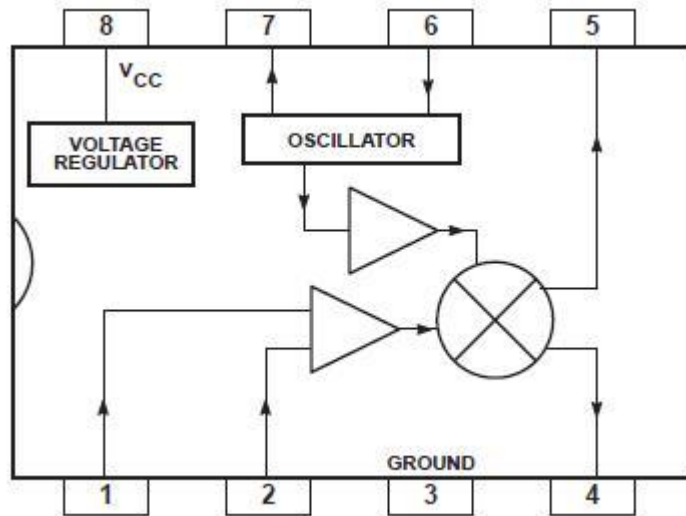 8 7 6 5
VCC
VOLTAGE
REGULATOR
OSCILLATOR
GROUND
1 2 3 4